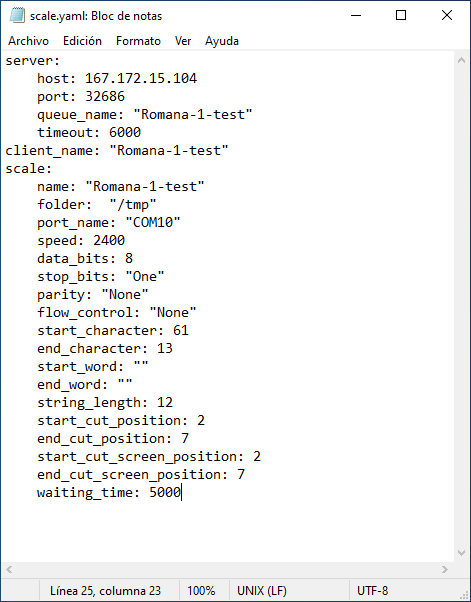 scale.yaml: Bloc de notas
Archivo Edición Formato Ver Ayuda
server:
    host: 167.172.15.104
    port: 32686
    queue_name: "Romana-1-test"
    timeout: 6000
client_name: "Romana-1-test"
scale:
    name: "Romana-1-test"
    folder:  "/tmp"
    port_name: "COM10"
    speed: 2400
    data_bits: 8
    stop_bits: "One"
    parity: "None"
    flow_control: "None"
    start_character: 61
    end_character: 13
    start_word: ""
    end_word: ""
    string_length: 12
    start_cut_position: 2
    end_cut_position: 7
    start_cut_screen_position: 2
    end_cut_screen_position: 7
    waiting_time: 5000
Línea 25, columna 23 100% UNIX (LF) UTF-8